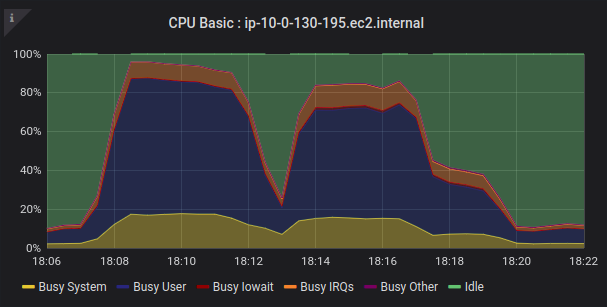 i
CPU Basic : ip-10-0-130-195.ec2.internal
100%
80%
60%
40%
20%
0%
18:06 18:08 18:10 18:12 18:14 18:16 18:18 18:20 18:22
Busy System Busy User Busy Iowait Busy IRQs Busy Other Idle